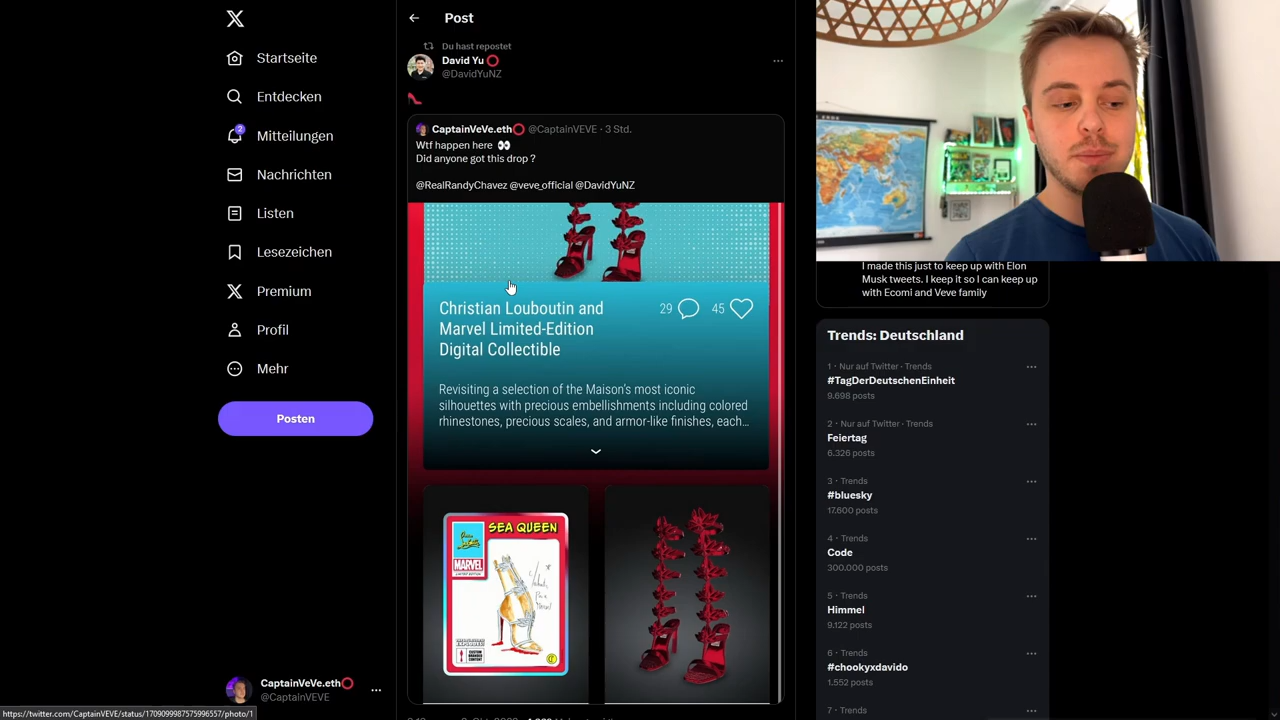 Post
Du hast repostet
David Yu
@DavidYuNZ
CaptainVeVe.eth @CaptainVEVE · 3 Std.
Wtf happen here
Did anyone got this drop ?
@RealRandyChavez @veve_official @DavidYuNZ
Christian Louboutin and
Marvel Limited-Edition
Digital Collectible
29
45
Revisiting a selection of the Maison's most iconic
silhouettes with precious embellishments including colored
rhinestones, precious scales, and armor-like finishes, each...
SEA QUEEN
MARVEL
Startseite
Entdecken
2
Mitteilungen
Nachrichten
Listen
Lesezeichen
Premium
Profil
Mehr
Posten
CaptainVeVe.eth
@CaptainVEVE
https://twitter.com/CaptainVEVE/status/1709099987575996557/photo/1
I made this just to keep up with Elon
Musk tweets. I keep it so I can keep up
with Ecomi and Veve family
Trends: Deutschland
1 · Nur auf Twitter · Trends
#TagDerDeutschenEinheit
9.698 posts
2 · Nur auf Twitter · Trends
Feiertag
6.326 posts
3 · Trends
#bluesky
17.600 posts
4 · Trends
Code
300.000 posts
5 · Trends
Himmel
9.122 posts
6 · Trends
#chookyxdavido
1.552 posts
7 · Trends